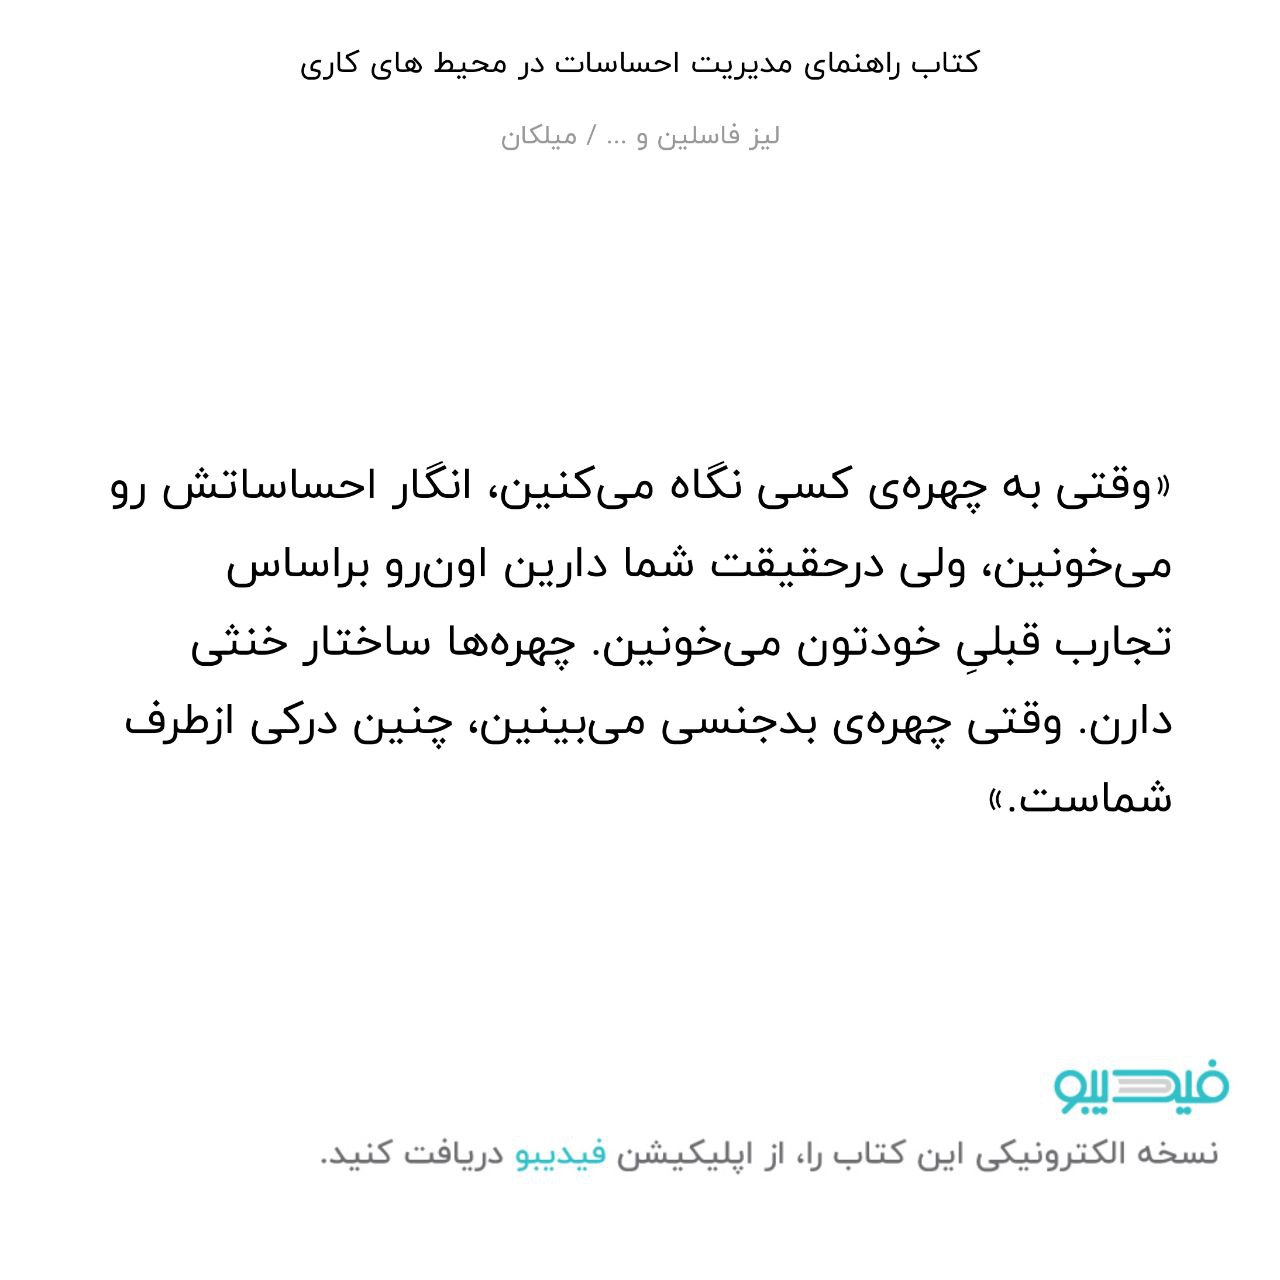 کتاب راهنمای مدیریت احساسات در محیط های کاری
لیز فاسلین و ... / میلکان
«وقتی به چهره‌ی کسی نگاه می‌کنین، انگار احساساتش رو
می‌خونین، ولی درحقیقت شما دارین اون‌رو براساس
تجارب قبلیِ خودتون می‌خونین. چهره‌ها ساختار خنثی
دارن. وقتی چهره‌ی بدجنسی می‌بینین، چنین درکی ازطرف
شماست.»
فیدیبو
نسخه الکترونیکی این کتاب را، از اپلیکیشن فیدیبو دریافت کنید.